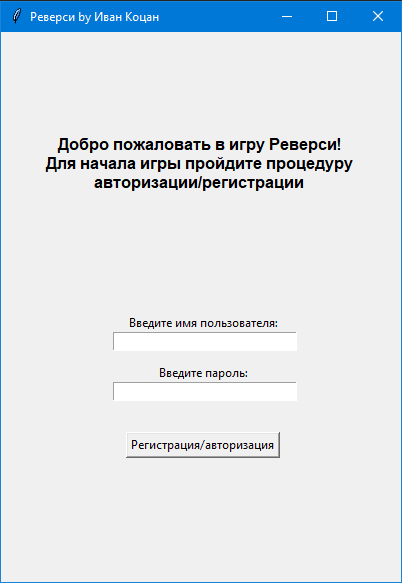 Реверси by Иван Коцан
Добро пожаловать в игру Реверси!
Для начала игры пройдите процедуру
авторизации/регистрации
Введите имя пользователя:
Введите пароль:
Регистрация/авторизация